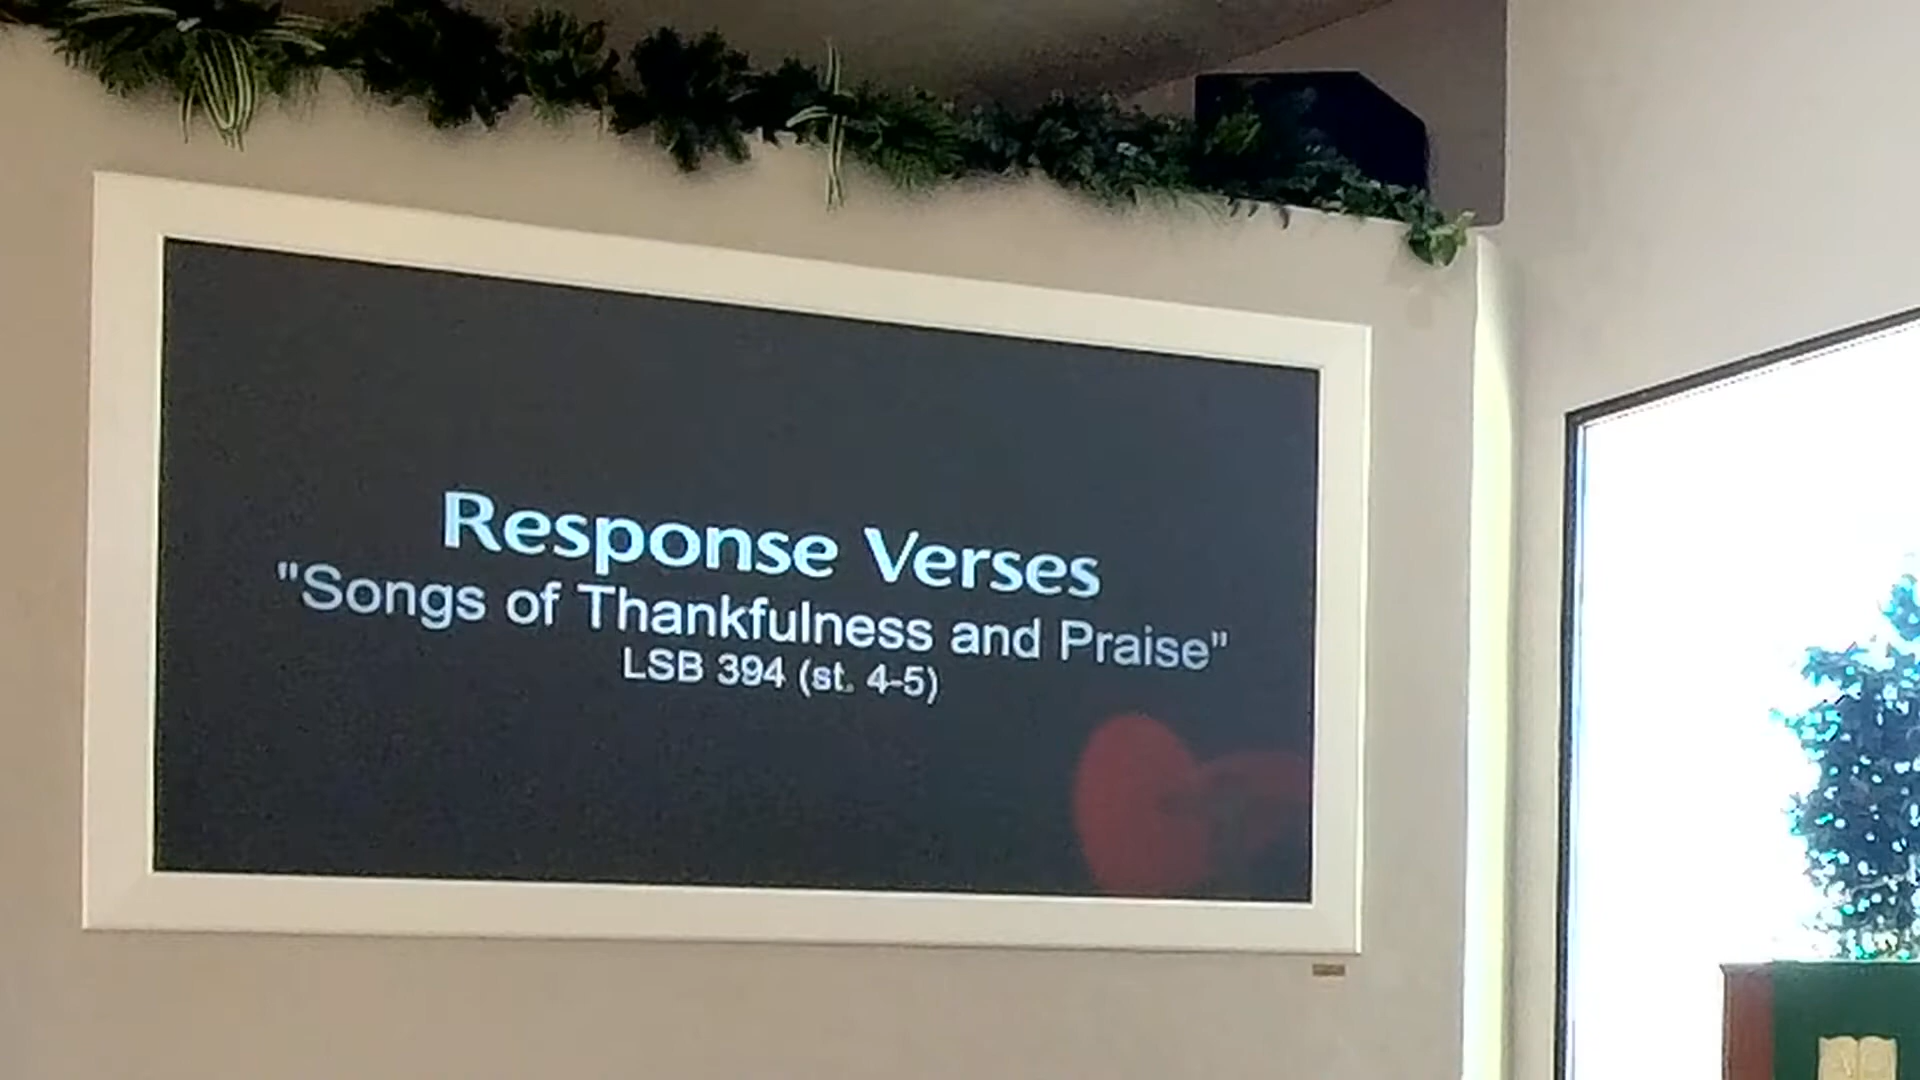 Response Verses
"Songs of Thankfulness and Praise"
LSB 394 (st. 4-5)